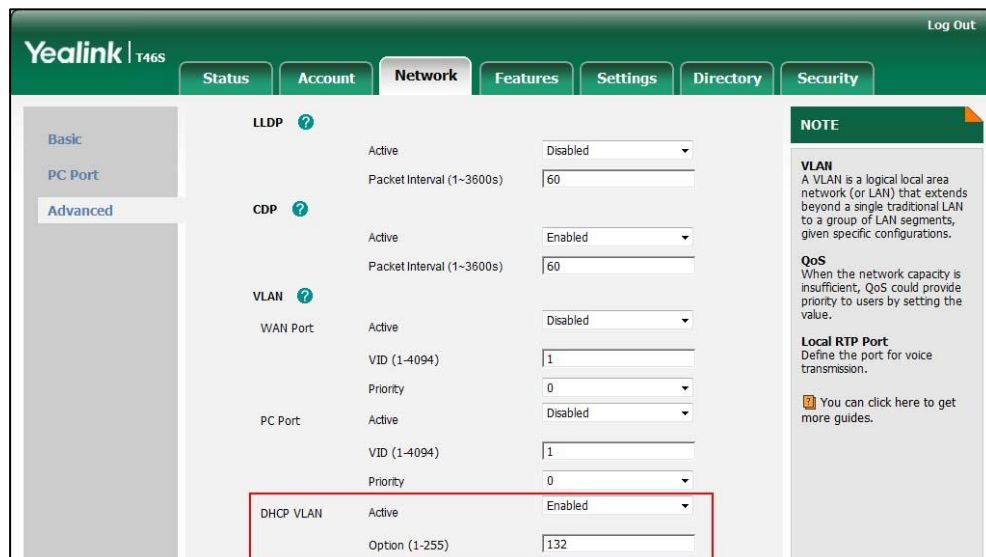 Log Out
Yealink T46S
Status Account Network Features Settings Directory Security
Basic
PC Port
Advanced
LLDP ?
Active Disabled
Packet Interval (1~3600s) 60
CDP ?
Active Enabled
Packet Interval (1~3600s) 60
VLAN ?
WAN Port Active Disabled
VID (1-4094) 1
Priority 0
PC Port Active Disabled
VID (1-4094) 1
Priority 0
DHCP VLAN Active Enabled
Option (1-255) 132
NOTE
VLAN
A VLAN is a logical local area
network (or LAN) that extends
beyond a single traditional LAN
to a group of LAN segments,
given specific configurations.
QoS
When the network capacity is
insufficient, QoS could provide
priority to users by setting the
value.
Local RTP Port
Define the port for voice
transmission.
? You can click here to get
more guides.